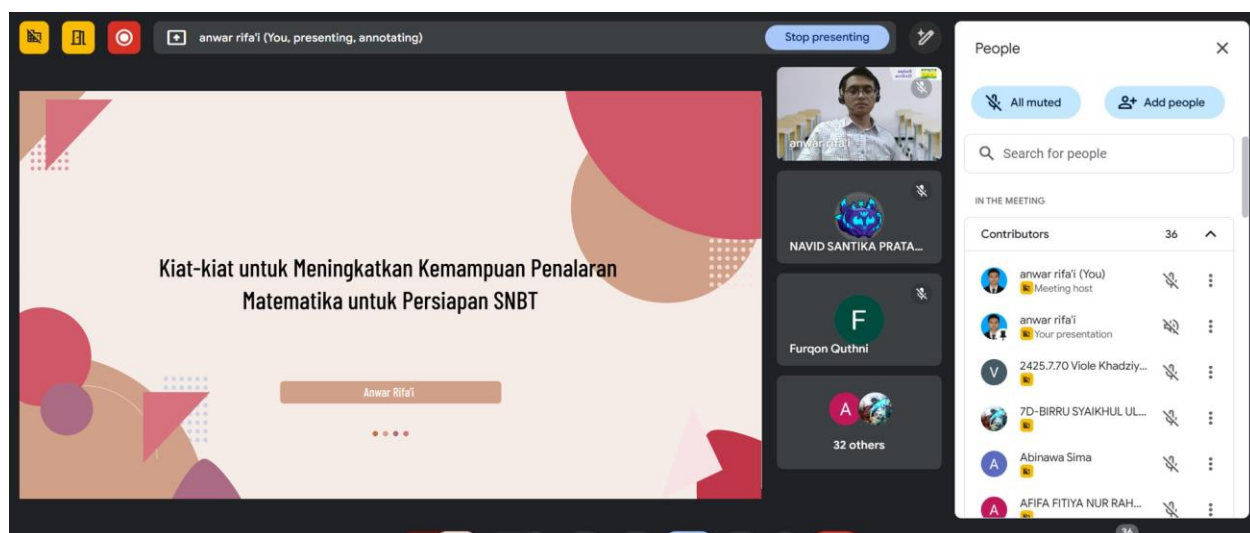 anwar rifa'i (You, presenting, annotating)
Stop presenting
Kiat-kiat untuk Meningkatkan Kemampuan Penalaran
Matematika untuk Persiapan SNBT
Anwar Rifa'i
anwar rifa'i
NAVID SANTIKA PRATA...
F
Furqon Quthni
A
32 others
People
All muted
Add people
Search for people
IN THE MEETING
Contributors 36
anwar rifa'i (You)
Meeting host
anwar rifa'i
Your presentation
V
2425.7.70 Viole Khadziy...
7D-BIRRU SYAIKHUL UL...
A
Abinawa Sima
A
AFIFA FITIYA NUR RAH...
36